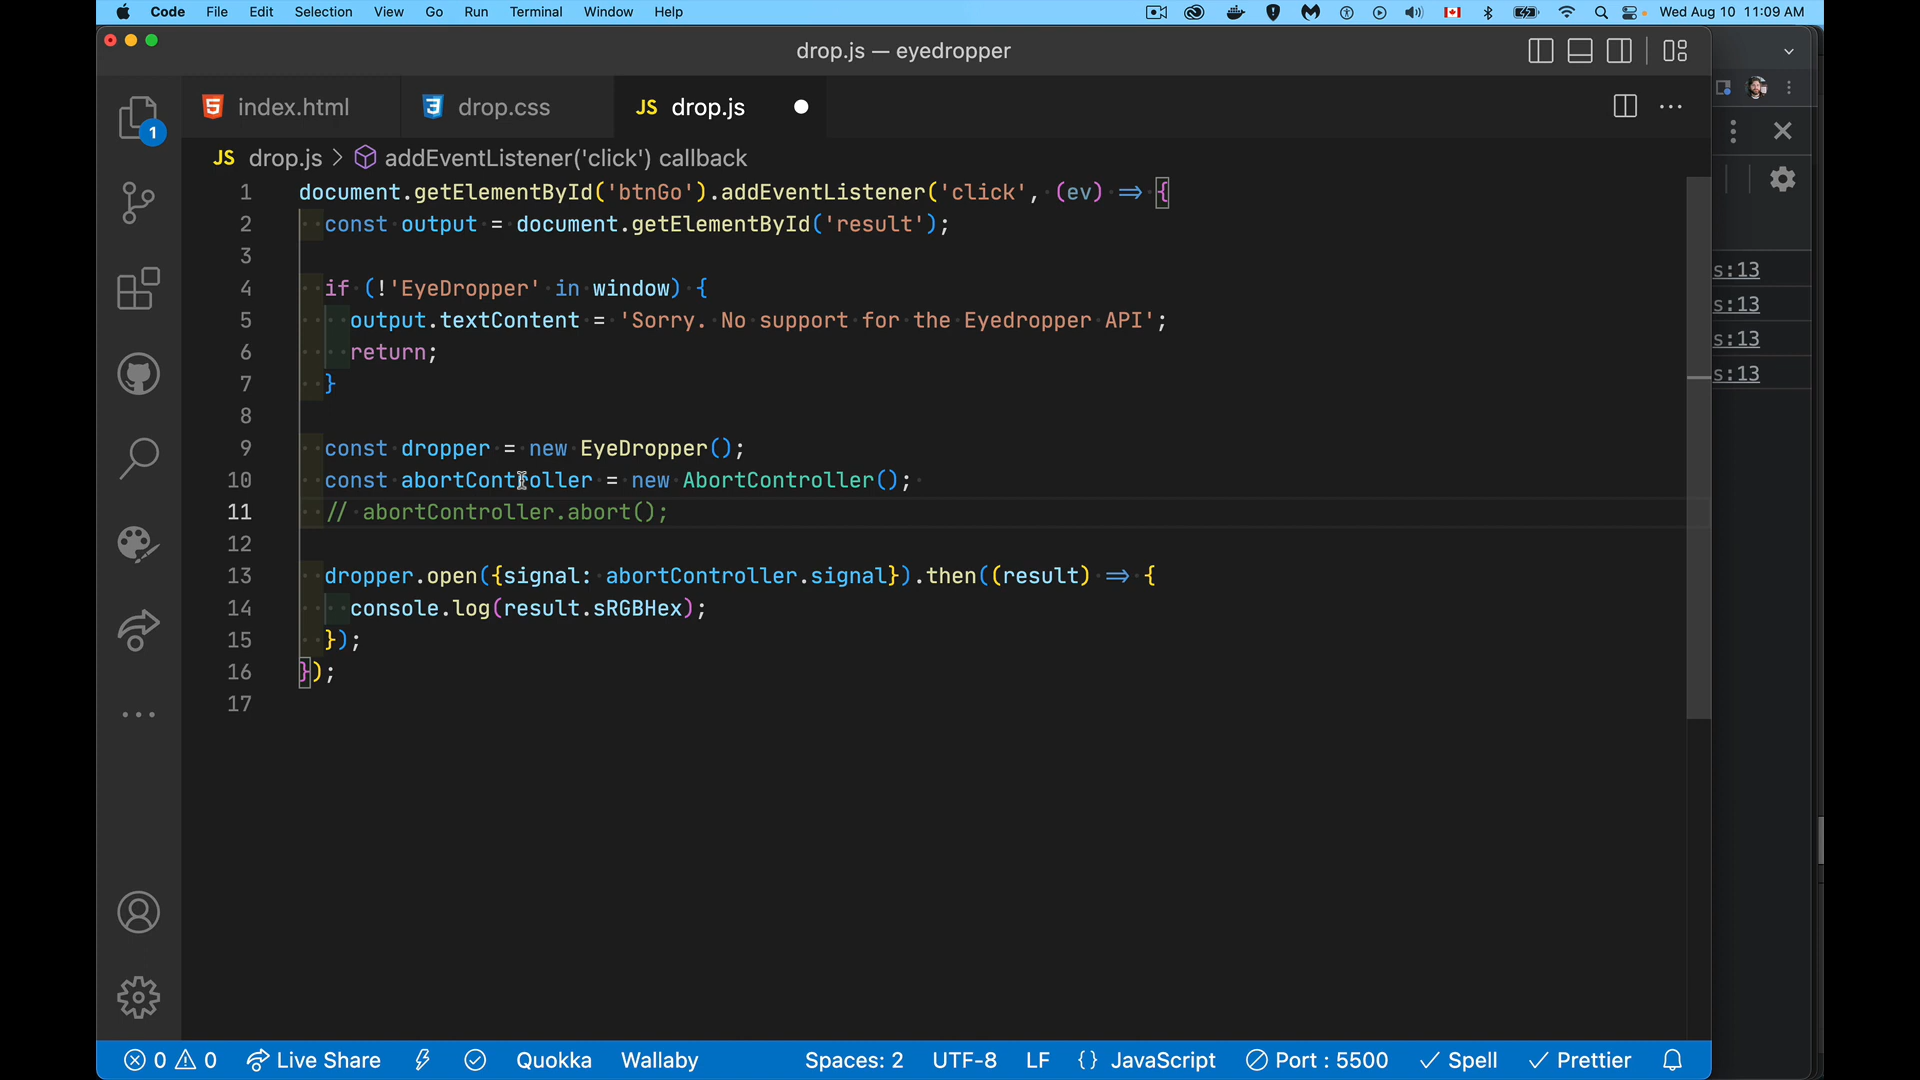 Code File Edit Selection View Go Run Terminal Window Help Wed Aug 10 11:09 AM
drop.js — eyedropper
index.html drop.css JS drop.js
1
JS drop.js > addEventListener('click') callback
1 document.getElementById('btnGo').addEventListener('click', (ev) => {
2 const output = document.getElementById('result');
3
4 if (!'EyeDropper' in window) {
5 output.textContent = 'Sorry. No support for the Eyedropper API';
6 return;
7 }
8
9 const dropper = new EyeDropper();
10 const abortController = new AbortController();
11 // abortController.abort();
12
13 dropper.open({signal: abortController.signal}).then((result) => {
14 console.log(result.sRGBHex);
15 });
16 });
17
s:13
s:13
s:13
s:13
0 0 Live Share Quokka Wallaby Spaces: 2 UTF-8 LF {} JavaScript Port : 5500 Spell Prettier